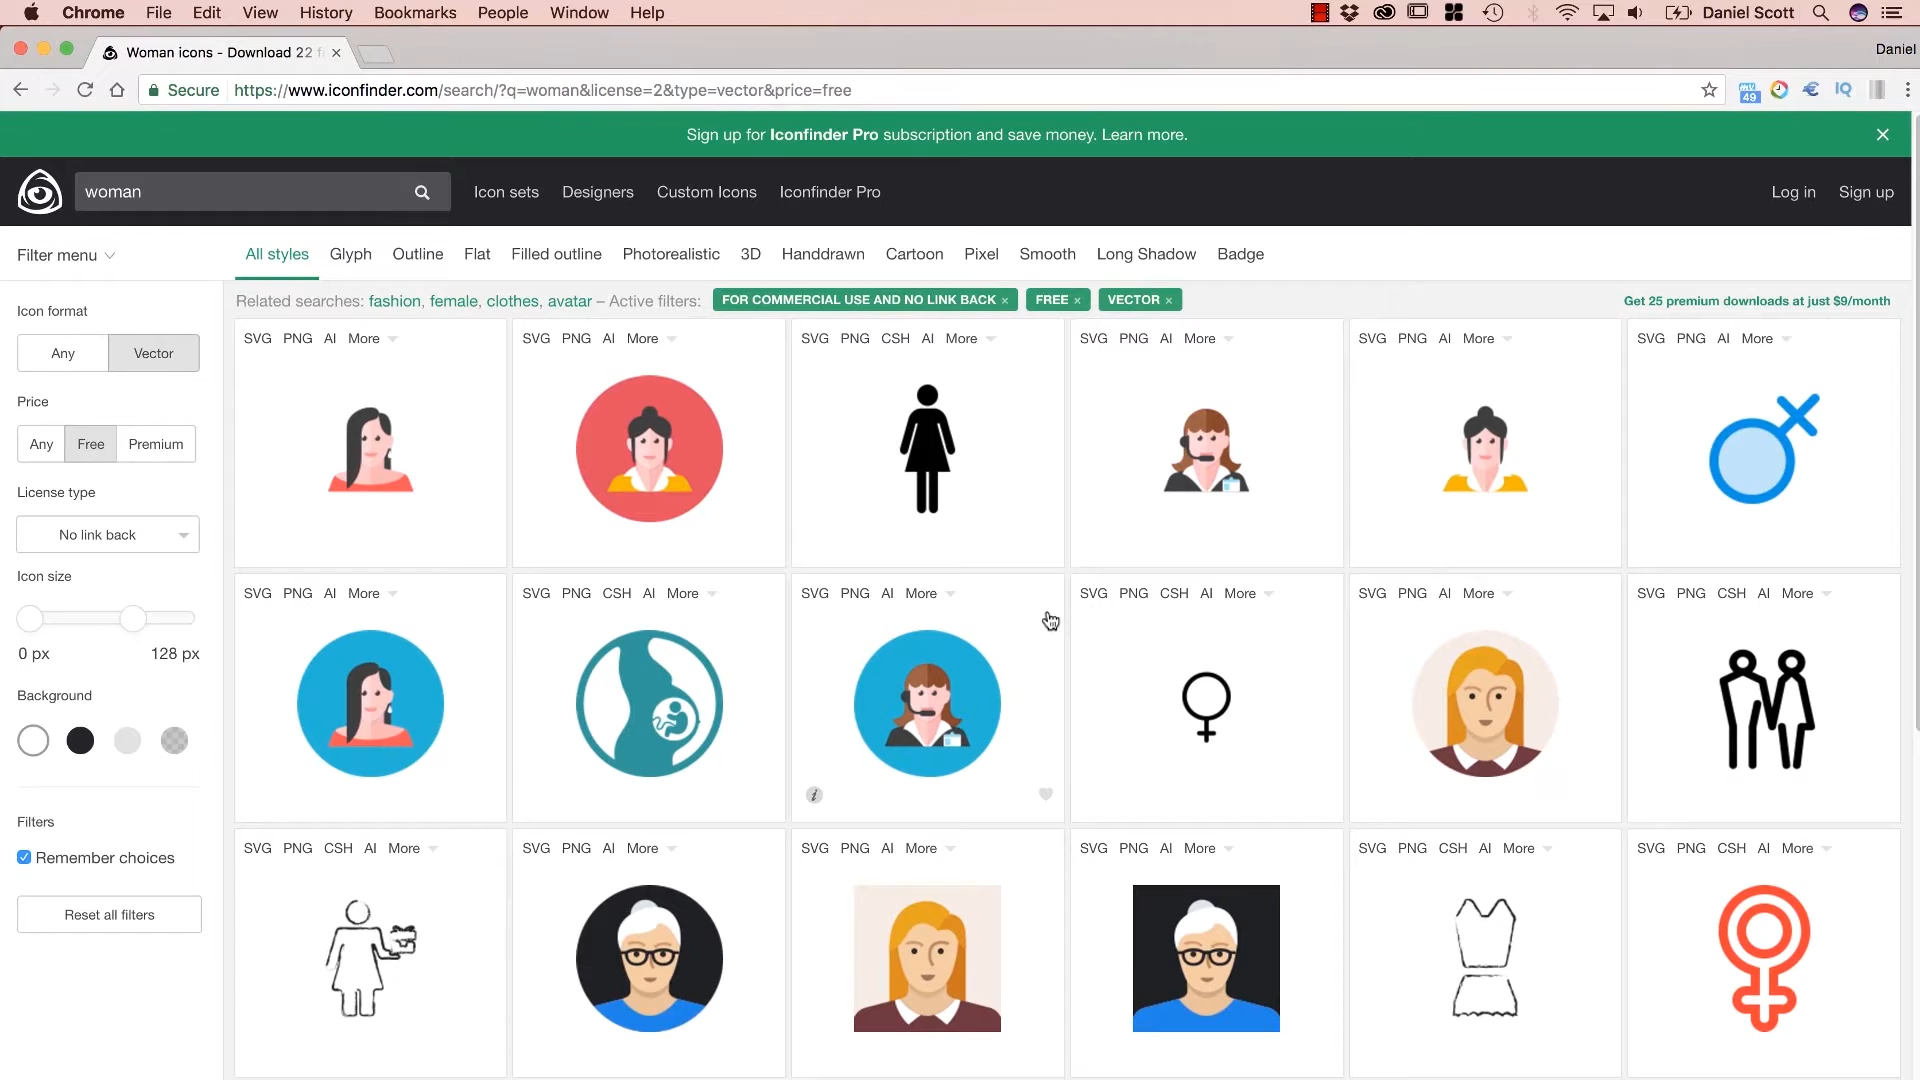 Chrome File Edit View History Bookmarks People Window Help Daniel Scott
Woman icons - Download 22 f
Daniel
Secure https://www.iconfinder.com/search/?q=woman&license=2&type=vector&price=free
49
IQ
Sign up for Iconfinder Pro subscription and save money. Learn more.
woman
Icon sets Designers Custom Icons Iconfinder Pro
Log in Sign up
Filter menu
All styles Glyph Outline Flat Filled outline Photorealistic 3D Handdrawn Cartoon Pixel Smooth Long Shadow Badge
Related searches: fashion, female, clothes, avatar – Active filters: FOR COMMERCIAL USE AND NO LINK BACK × FREE × VECTOR ×
Get 25 premium downloads at just $9/month
Icon format
Any Vector
Price
Any Free Premium
License type
No link back
Icon size
0 px 128 px
Background
Filters
Remember choices
Reset all filters
SVG PNG AI More
SVG PNG AI More
SVG PNG CSH AI More
SVG PNG AI More
SVG PNG AI More
SVG PNG AI More
SVG PNG AI More
SVG PNG CSH AI More
SVG PNG AI More
SVG PNG CSH AI More
SVG PNG AI More
SVG PNG CSH AI More
SVG PNG CSH AI More
SVG PNG AI More
SVG PNG AI More
SVG PNG AI More
SVG PNG CSH AI More
SVG PNG CSH AI More